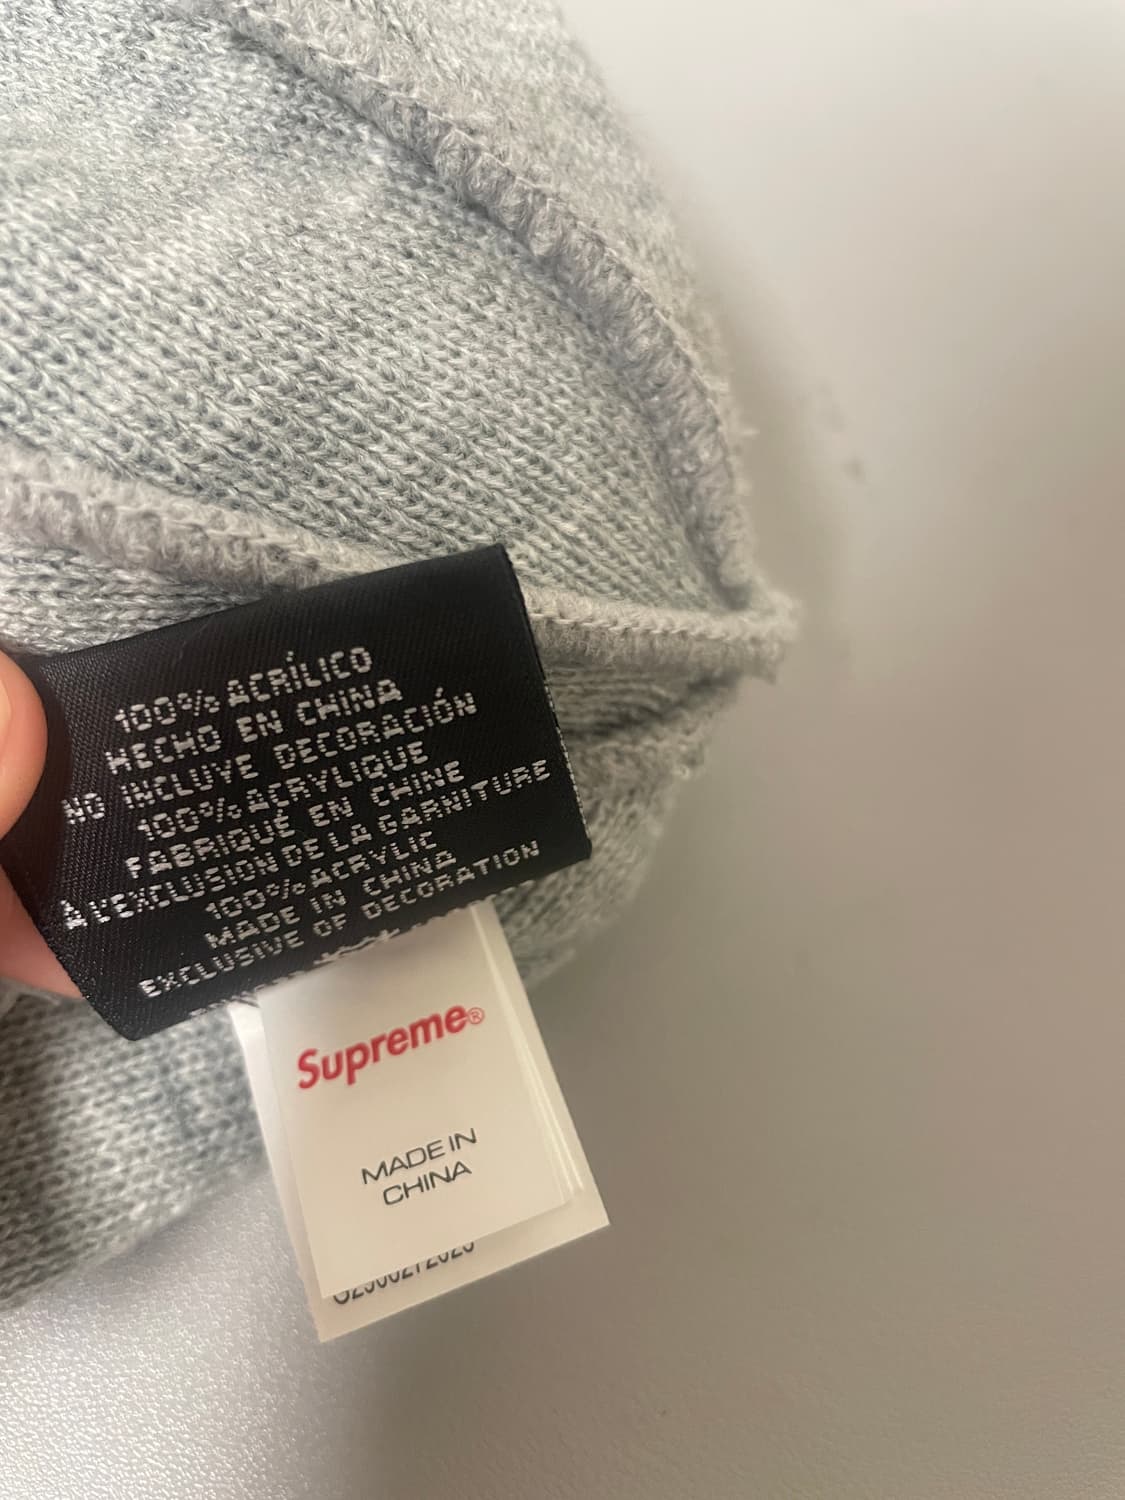 100% ACRÍLICO
HECHO EN CHINA
NO INCLUYE DECORACIÓN
100% ACRYLIQUE
FABRIQUÉ EN CHINE
À L'EXCLUSION DE LA GARNITURE
100% ACRYLIC
MADE IN CHINA
EXCLUSIVE OF DECORATION
Supreme®
MADE IN
CHINA